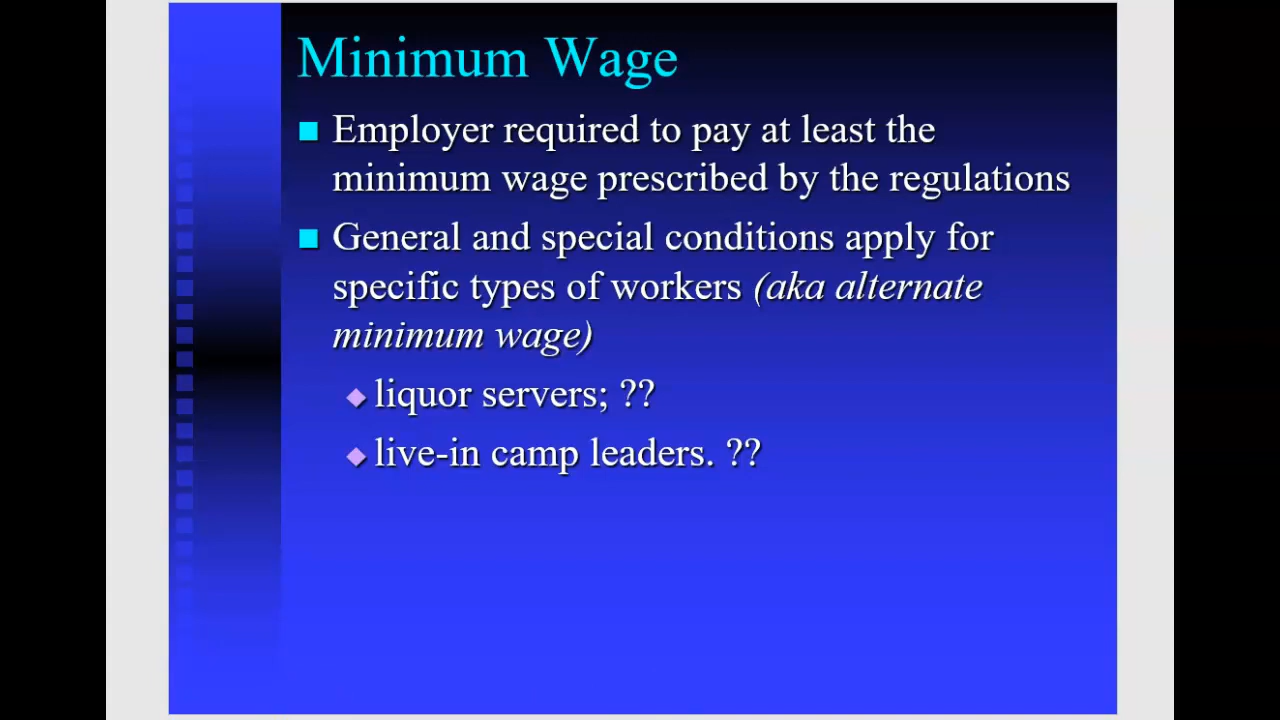 Minimum Wage
Employer required to pay at least the
minimum wage prescribed by the regulations
General and special conditions apply for
specific types of workers (aka alternate
minimum wage)
liquor servers; ??
live-in camp leaders. ??